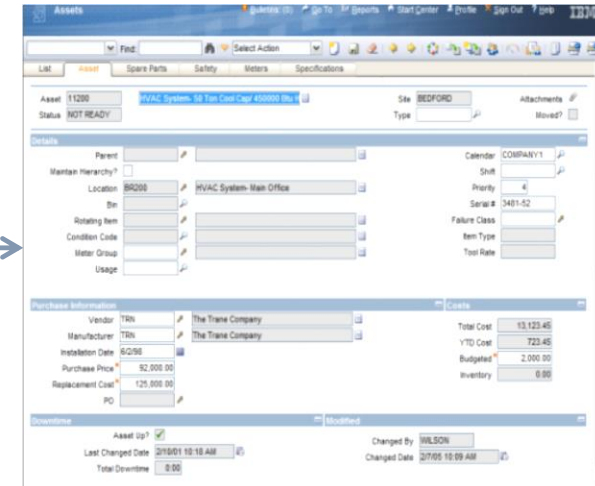 Assets Bulletins: (0) Go To Reports Start Center Profile Sign Out ? Help IBM
Find: Select Action
List Asset Spare Parts Safety Meters Specifications
Asset 11200 HVAC System- 50 Ton Cool Cap/ 450000 Btu Site BEDFORD Attachments
Status NOT READY Type Moved?
Details
Parent Calendar COMPANY1
Maintain Hierarchy? Shift
Location BR200 HVAC System- Main Office Priority 4
Bin Serial # 3481-52
Rotating Item Failure Class
Condition Code Item Type
Meter Group Tool Rate
Usage
Purchase Information Costs
Vendor TRN The Trane Company Total Cost 13,123.45
Manufacturer TRN The Trane Company YTD Cost 723.45
Installation Date 6/2/98 Budgeted* 2,000.00
Purchase Price* 92,000.00 Inventory 0.00
Replacement Cost* 125,000.00
PO
Downtime Modified
Asset Up? Changed By WILSON
Last Changed Date 2/10/01 10:18 AM Changed Date 2/7/05 10:09 AM
Total Downtime 0:00